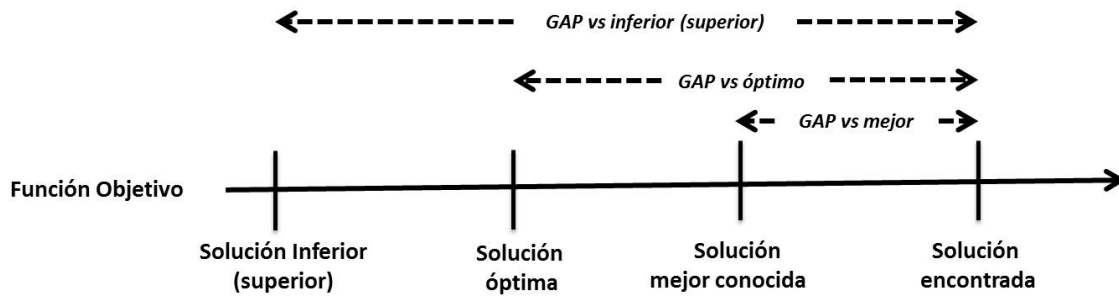 GAP vs inferior (superior)
GAP vs óptimo
GAP vs mejor
Función Objetivo
Solución Inferior
(superior)
Solución
óptima
Solución
mejor conocida
Solución
encontrada